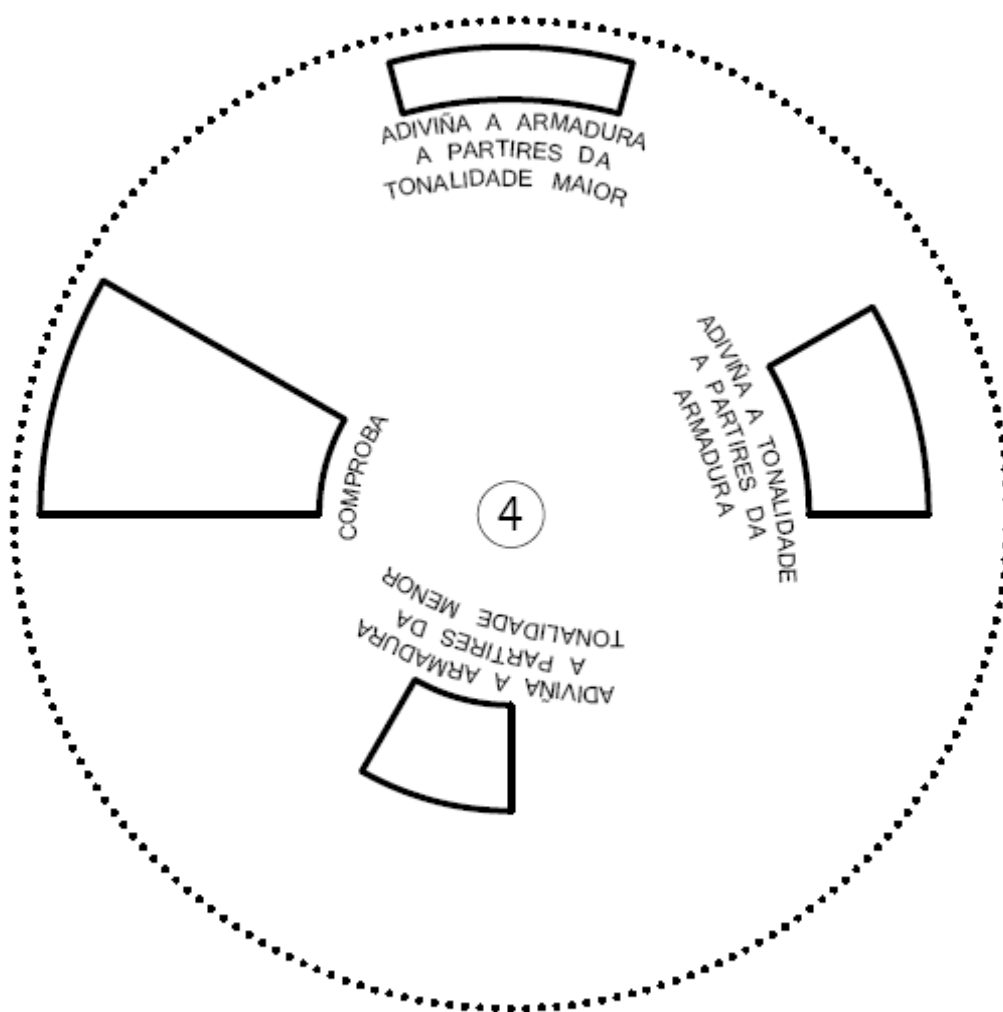 ADIVIÑA A ARMADURA
A PARTIRES DA
TONALIDADE MAIOR
ADIVIÑA A TONALIDADE
A PARTIRES DA
ARMADURA
COMPROBA
4
ADIVIÑA A ARMADURA
A PARTIRES DA
TONALIDADE MENOR